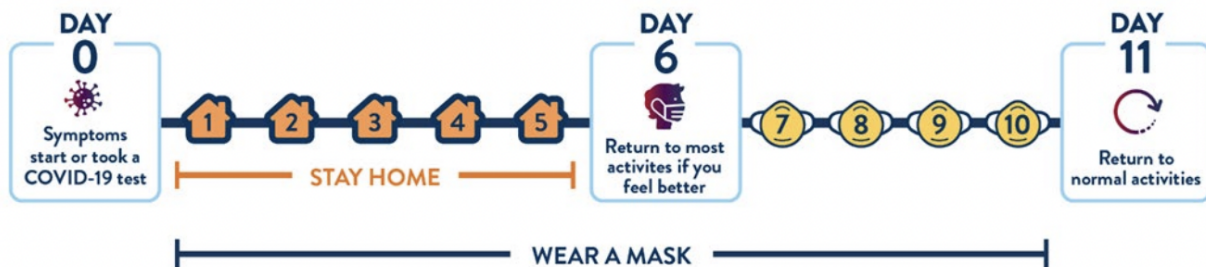 DAY
0
Symptoms
start or took a
COVID-19 test
1
2
3
4
5
STAY HOME
DAY
6
Return to most
activites if you
feel better
7
8
9
10
DAY
11
Return to
normal activities
WEAR A MASK